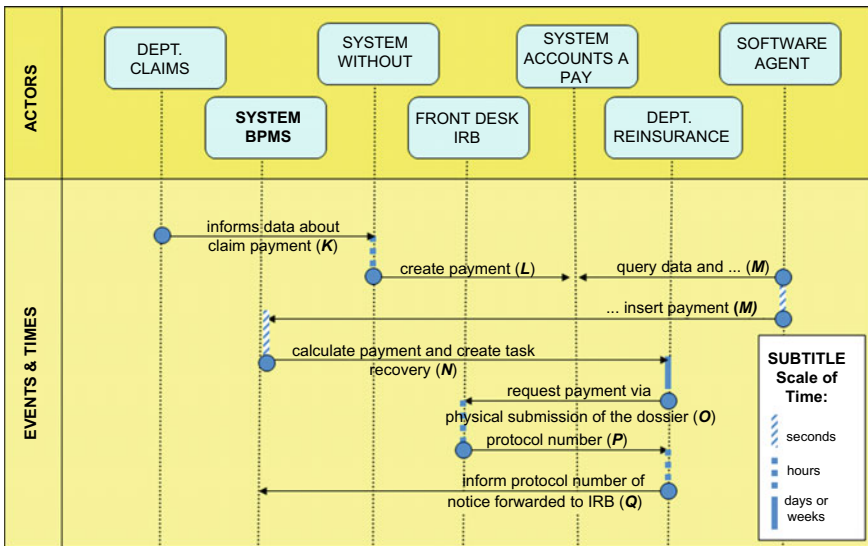 ACTORS
DEPT.
CLAIMS
SYSTEM
WITHOUT
SYSTEM
ACCOUNTS A
PAY
SOFTWARE
AGENT
SYSTEM
BPMS
FRONT DESK
IRB
DEPT.
REINSURANCE
EVENTS & TIMES
informs data about
claim payment (K)
create payment (L)
query data and ... (M)
... insert payment (M)
calculate payment and create task
recovery (N)
request payment via
physical submission of the dossier (O)
protocol number (P)
inform protocol number of
notice forwarded to IRB (Q)
SUBTITLE
Scale of
Time:
seconds
hours
days or
weeks